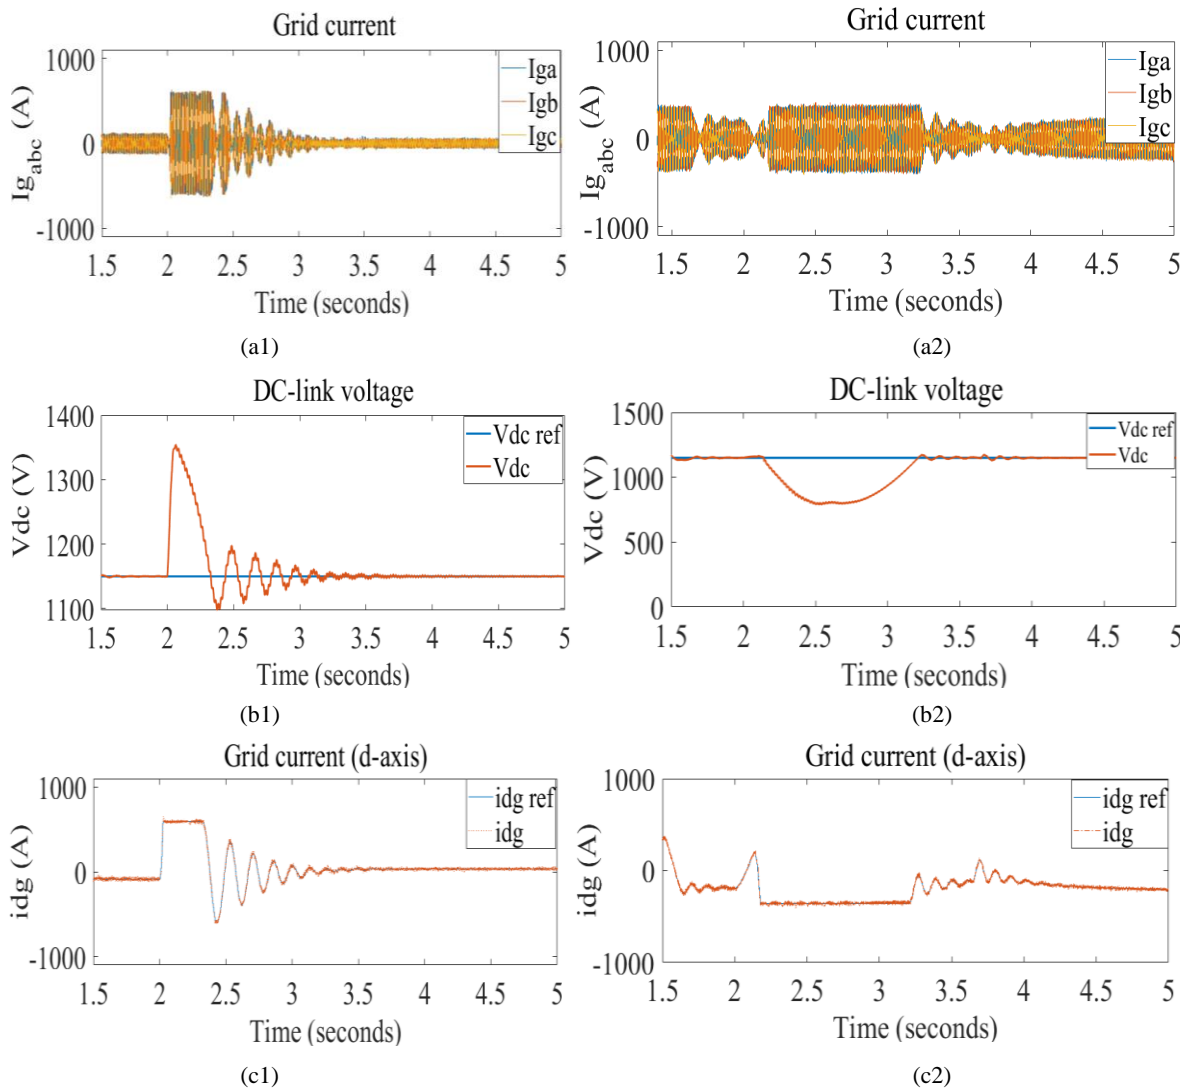 Grid current
1000
0
-1000
Ig_abc (A)
Iga
Igb
Igc
1.5 2 2.5 3 3.5 4 4.5 5
Time (seconds)
(a1)
Grid current
1000
0
-1000
Ig_abc (A)
Iga
Igb
Igc
1.5 2 2.5 3 3.5 4 4.5 5
Time (seconds)
(a2)
DC-link voltage
1400
1300
1200
1100
Vdc (V)
Vdc ref
Vdc
1.5 2 2.5 3 3.5 4 4.5 5
Time (seconds)
(b1)
DC-link voltage
1500
1000
500
0
Vdc (V)
Vdc ref
Vdc
1.5 2 2.5 3 3.5 4 4.5 5
Time (seconds)
(b2)
Grid current (d-axis)
1000
0
-1000
idg (A)
idg ref
idg
1.5 2 2.5 3 3.5 4 4.5 5
Time (seconds)
(c1)
Grid current (d-axis)
1000
0
-1000
idg (A)
idg ref
idg
1.5 2 2.5 3 3.5 4 4.5 5
Time (seconds)
(c2)